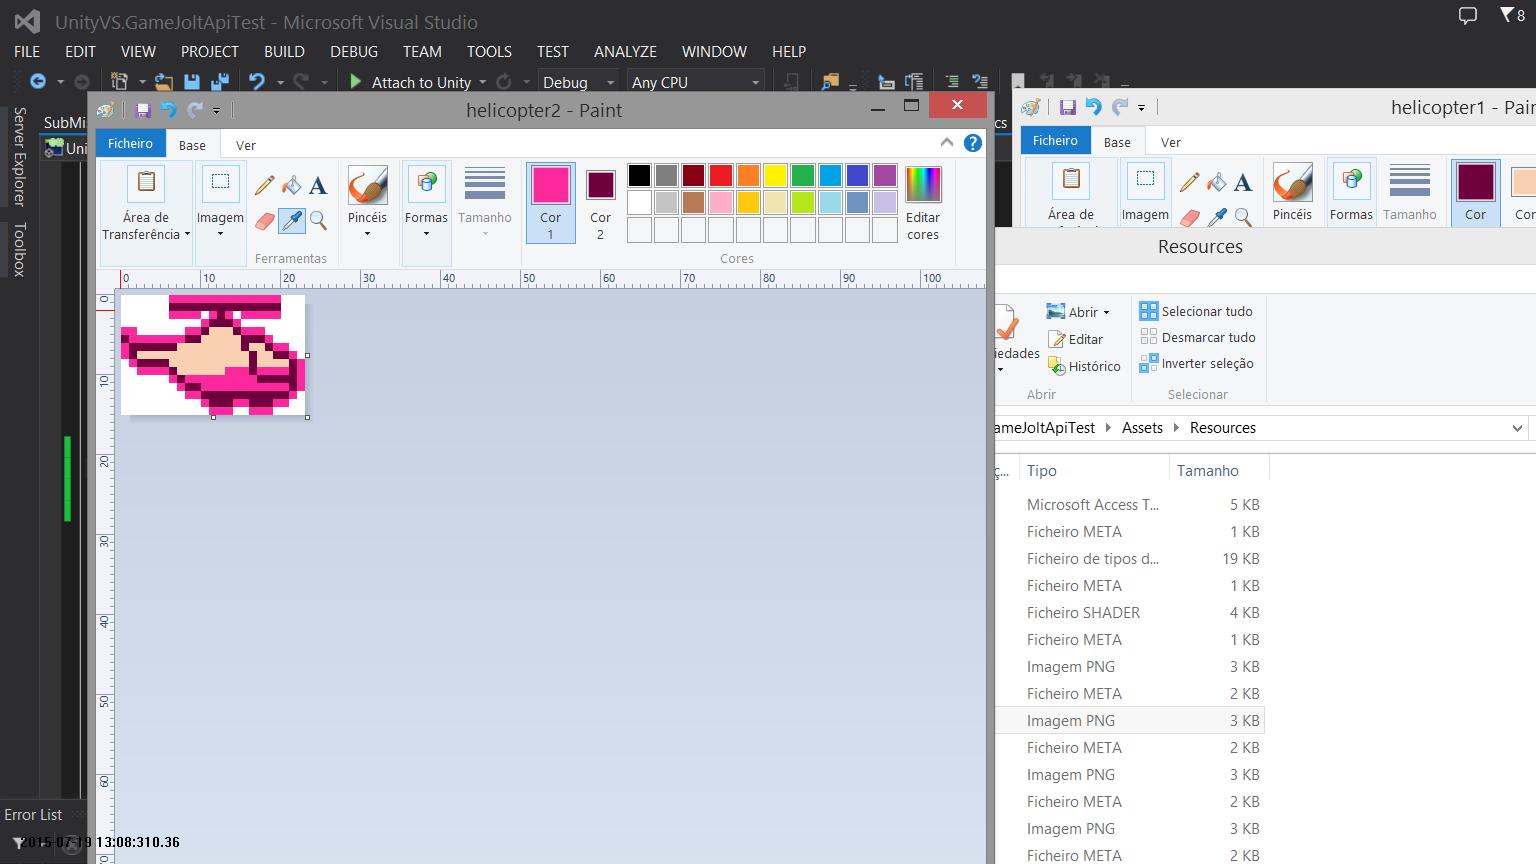 UnityVS.GameJoltApiTest - Microsoft Visual Studio
8
FILE EDIT VIEW PROJECT BUILD DEBUG TEAM TOOLS TEST ANALYZE WINDOW HELP
Attach to Unity Debug Any CPU
Server Explorer
Toolbox
SubMi
Uni
cs
helicopter2 - Paint
Ficheiro Base Ver
Área de Transferência
Imagem
A
Ferramentas
Pincéis
Formas
Tamanho
Cor 1
Cor 2
Editar cores
Cores
0 10 20 30 40 50 60 70 80 90 100
0
10
20
30
40
50
60
helicopter1 - Pain
Ficheiro Base Ver
Área de
Imagem
A
Pincéis
Formas
Tamanho
Cor
Cor
Resources
iedades
Abrir
Editar
Histórico
Abrir
Selecionar tudo
Desmarcar tudo
Inverter seleção
Selecionar
ameJoltApiTest Assets Resources
ç... Tipo Tamanho
Microsoft Access T... 5 KB
Ficheiro META 1 KB
Ficheiro de tipos d... 19 KB
Ficheiro META 1 KB
Ficheiro SHADER 4 KB
Ficheiro META 1 KB
Imagem PNG 3 KB
Ficheiro META 2 KB
Imagem PNG 3 KB
Ficheiro META 2 KB
Imagem PNG 3 KB
Ficheiro META 2 KB
Imagem PNG 3 KB
Ficheiro META 2 KB
Error List
2015-07-19 13:08:310.36